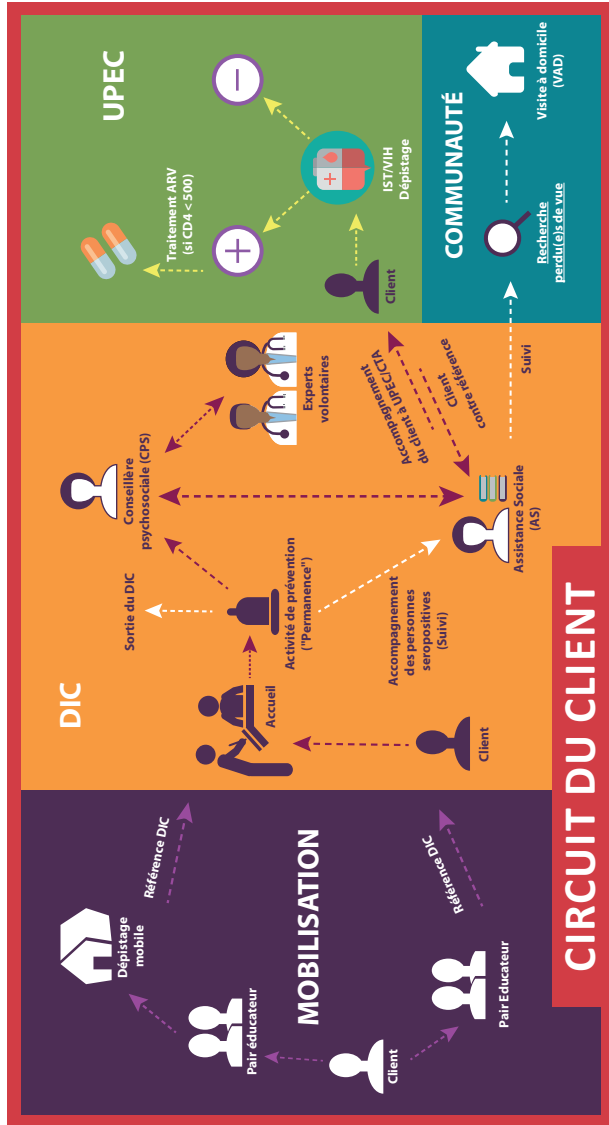 CIRCUIT DU CLIENT
MOBILISATION
Client
Pair éducateur
Dépistage
mobile
Référence DIC
Pair Educateur
Référence DIC
DIC
Client
Accueil
Activité de prévention
("Permanence")
Sortie du DIC
Conseillère
psychosociale (CPS)
Experts
volontaires
Accompagnement
des personnes
seropositives
(Suivi)
Assistance Sociale
(AS)
Accompagnement
du client à UPEC/CTA
Client
contre référence
Suivi
UPEC
Client
IST/VIH
Dépistage
Traitement ARV
(si CD4 < 500)
COMMUNAUTÉ
Recherche
perdu(e)s de vue
Visite à domicile
(VAD)